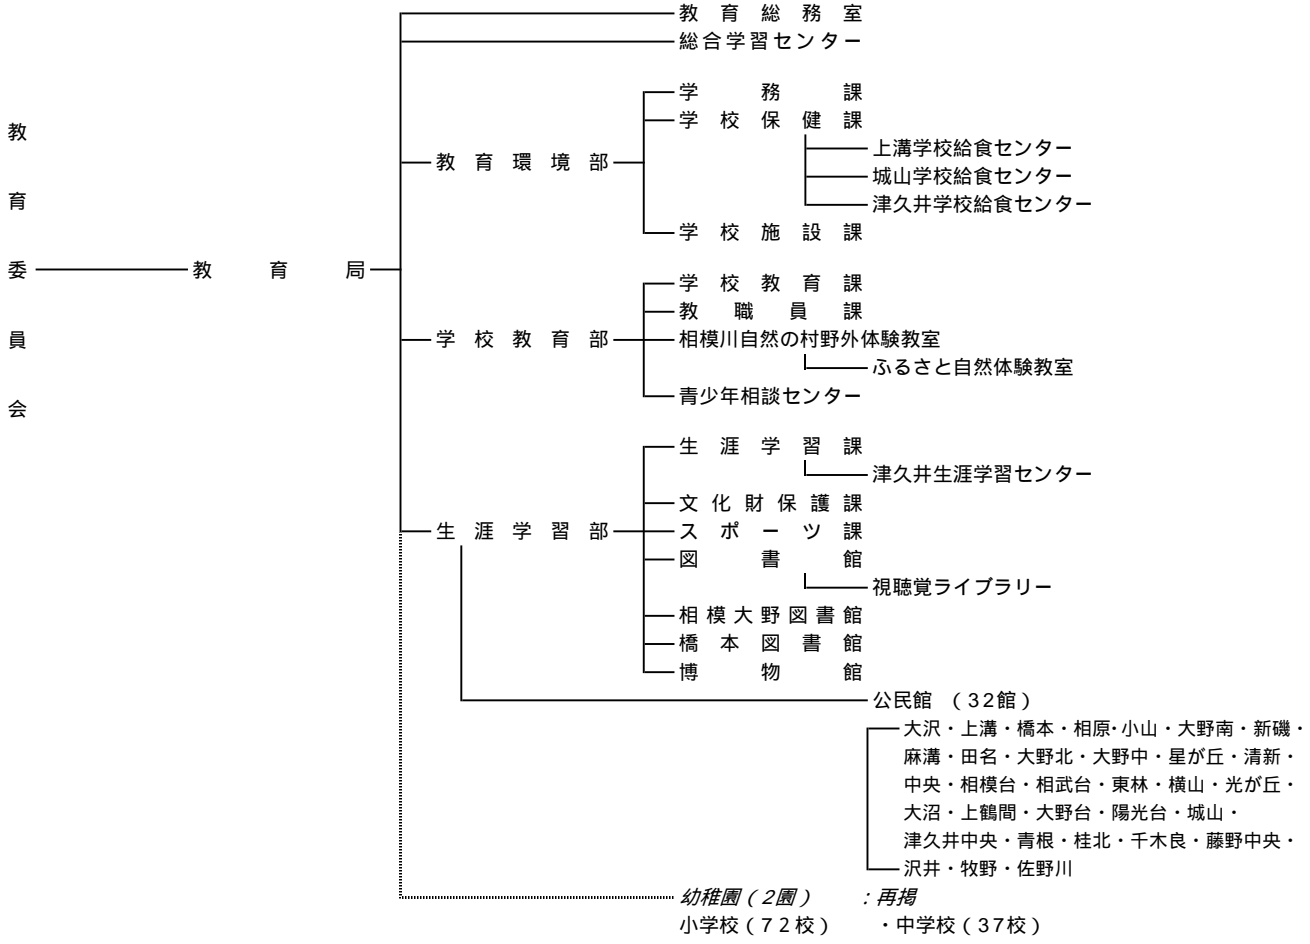 教育総務室
総合学習センター
学務課
学校保健課
上溝学校給食センター
教育環境部
城山学校給食センター
津久井学校給食センター
学校施設課
教育委員会
教育局
学校教育課
教職員課
学校教育部
相模川自然の村野外体験教室
ふるさと自然体験教室
青少年相談センター
生涯学習課
津久井生涯学習センター
文化財保護課
生涯学習部
スポーツ課
図書館
視聴覚ライブラリー
相模大野図書館
橋本図書館
博物館
公民館 (32館)
大沢・上溝・橋本・相原・小山・大野南・新磯・
麻溝・田名・大野北・大野中・星が丘・清新・
中央・相模台・相武台・東林・横山・光が丘・
大沼・上鶴間・大野台・陽光台・城山・
津久井中央・青根・桂北・千木良・藤野中央・
沢井・牧野・佐野川
幼稚園(2園) :再掲
小学校(72校) ・中学校(37校)